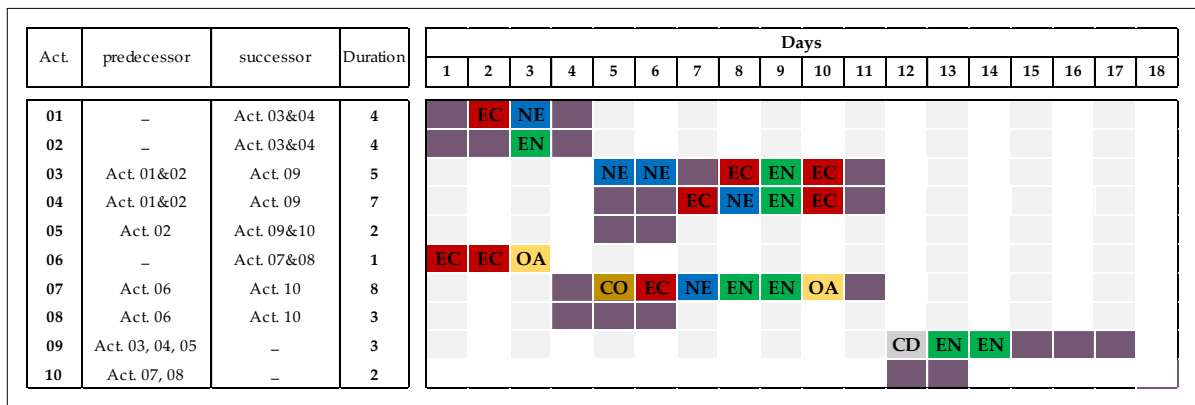 Act. predecessor successor Duration Days
1 2 3 4 5 6 7 8 9 10 11 12 13 14 15 16 17 18
01 – Act. 03&04 4 EC NE
02 – Act. 03&04 4 EN
03 Act. 01&02 Act. 09 5 NE NE EC EN EC
04 Act. 01&02 Act. 09 7 EC NE EN EC
05 Act. 02 Act. 09&10 2
06 – Act. 07&08 1 EC EC OA
07 Act. 06 Act. 10 8 CO EC NE EN EN OA
08 Act. 06 Act. 10 3
09 Act. 03, 04, 05 – 3 CD EN EN
10 Act. 07, 08 – 2